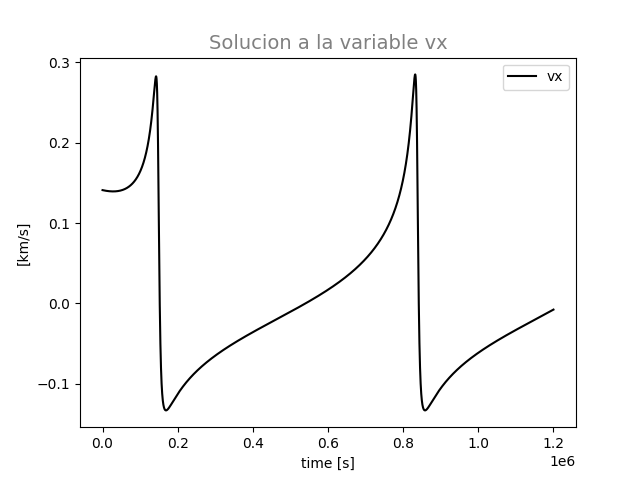 Solucion a la variable vx
vx
[km/s]
0.3
0.2
0.1
0.0
−0.1
0.0 0.2 0.4 0.6 0.8 1.0 1.2
1e6
time [s]